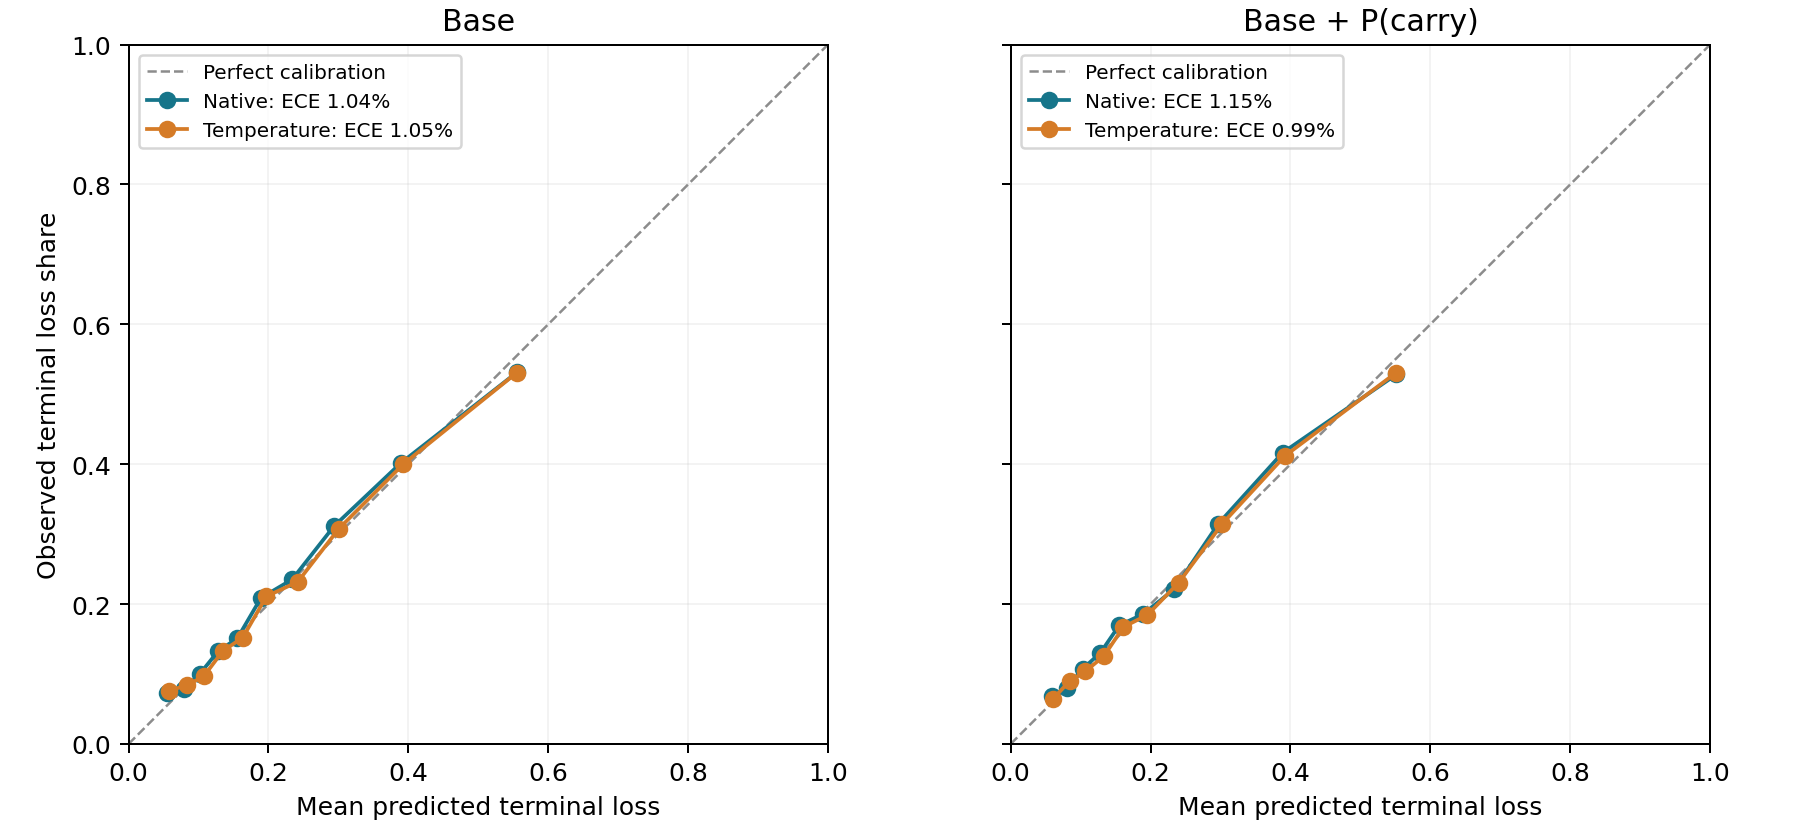 Base
Perfect calibration
Native: ECE 1.04%
Temperature: ECE 1.05%
Observed terminal loss share
1.0
0.8
0.6
0.4
0.2
0.0
0.0 0.2 0.4 0.6 0.8 1.0
Mean predicted terminal loss
Base + P(carry)
Perfect calibration
Native: ECE 1.15%
Temperature: ECE 0.99%
0.0 0.2 0.4 0.6 0.8 1.0
Mean predicted terminal loss